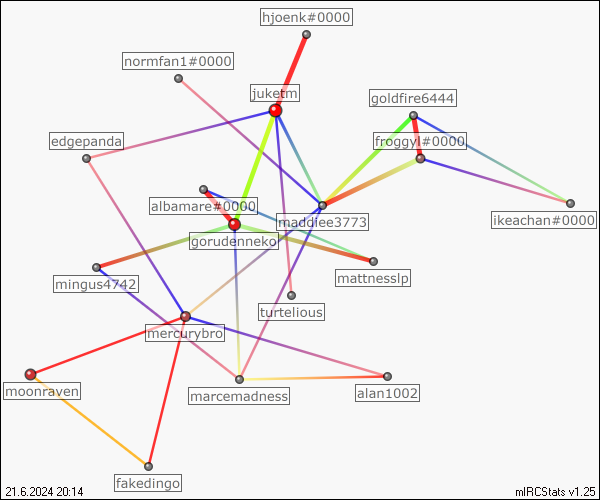 hjoenk#0000
normfan1#0000
juketm
goldfire6444
edgepanda
froggyl#0000
albamare#0000
maddiee3773
ikeachan#0000
gorudenneko
mingus4742
mattnesslp
turtelious
mercurybro
moonraven
marcemadness
alan1002
fakedingo
21.6.2024 20:14
mIRCStats v1.25